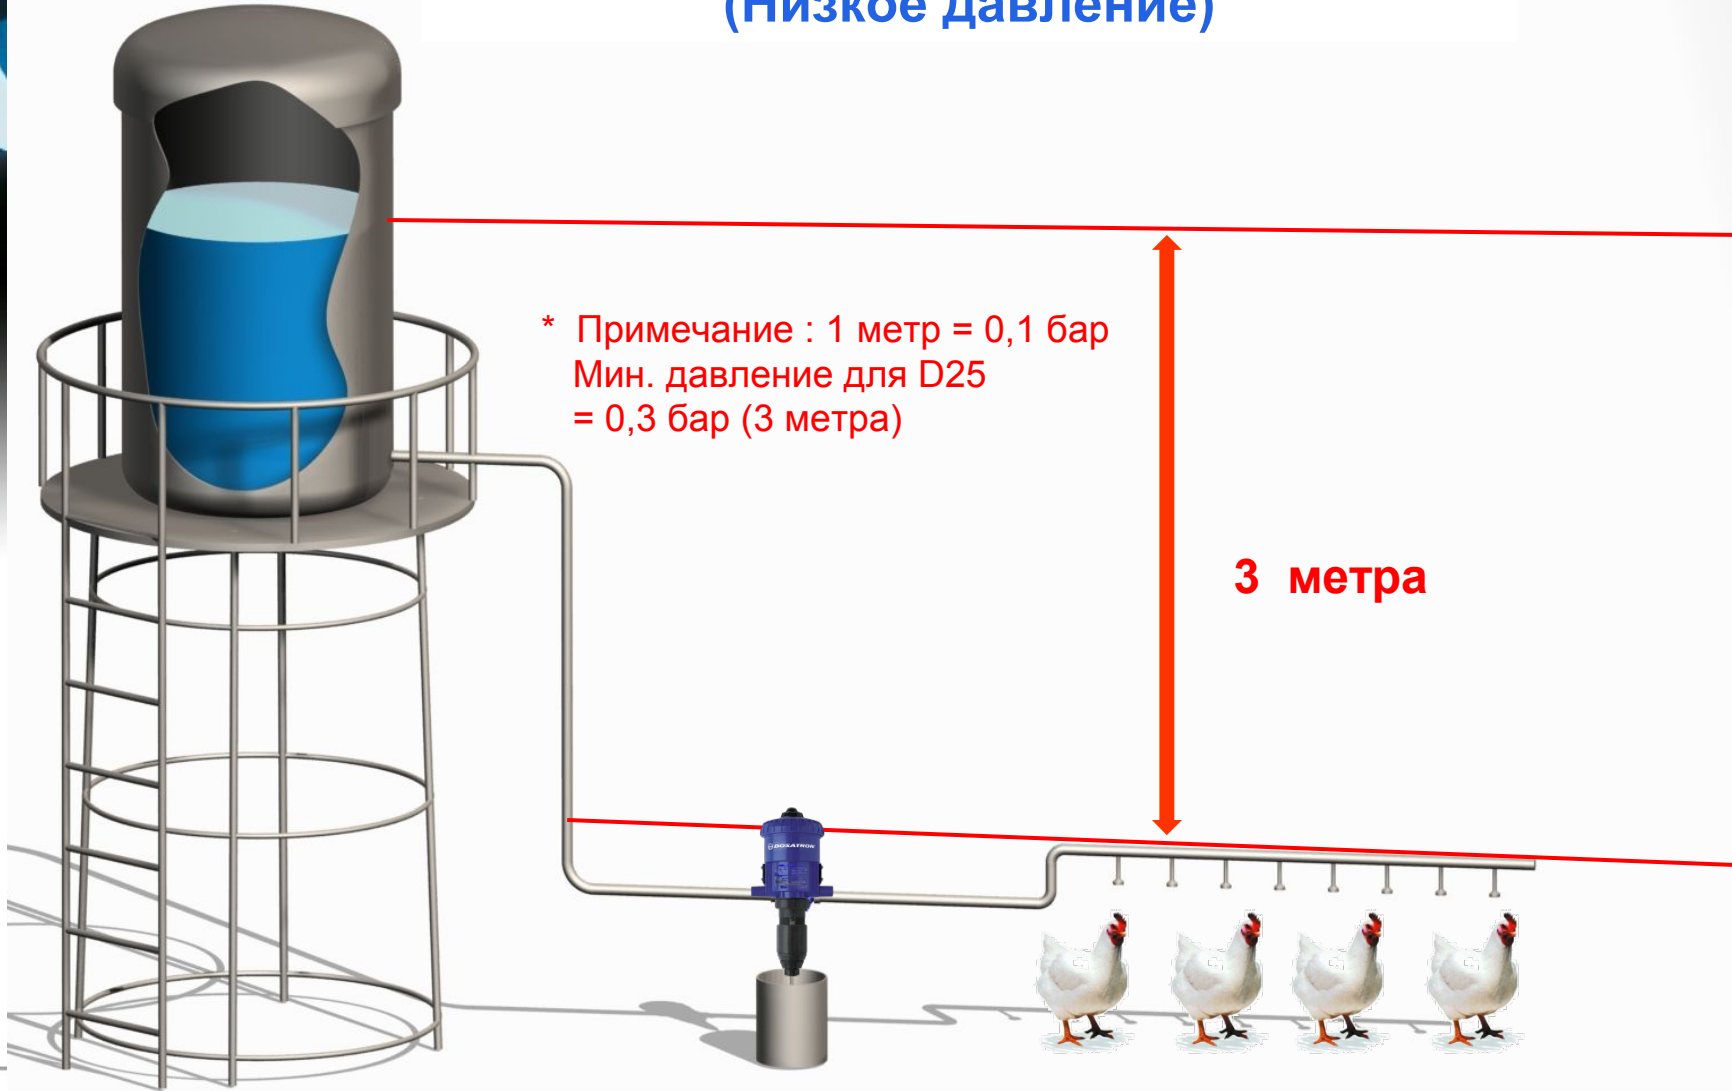 (Низкое давление)
* Примечание : 1 метр = 0,1 бар
Мин. давление для D25
= 0,3 бар (3 метра)
3 метра
DOSATRON